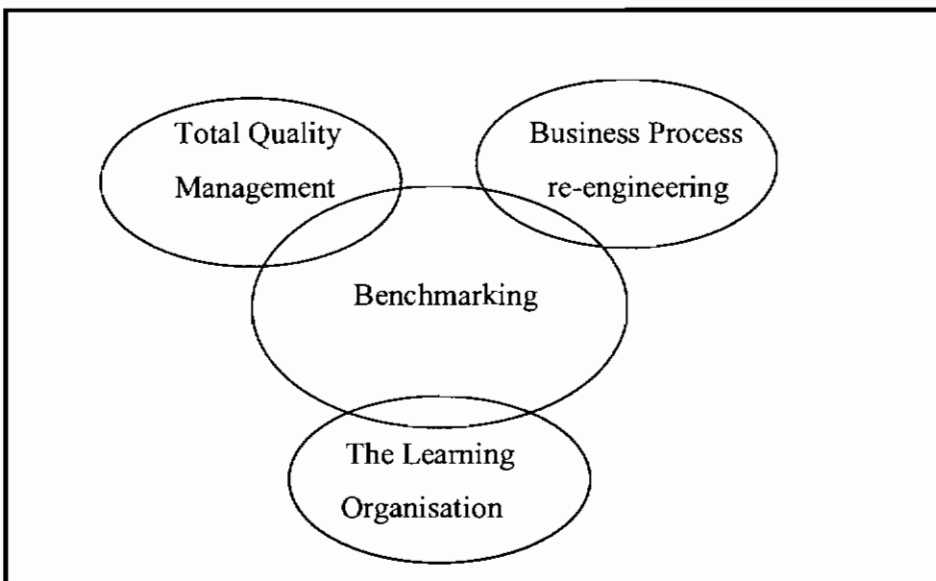 Total Quality
Management
Business Process
re-engineering
Benchmarking
The Learning
Organisation